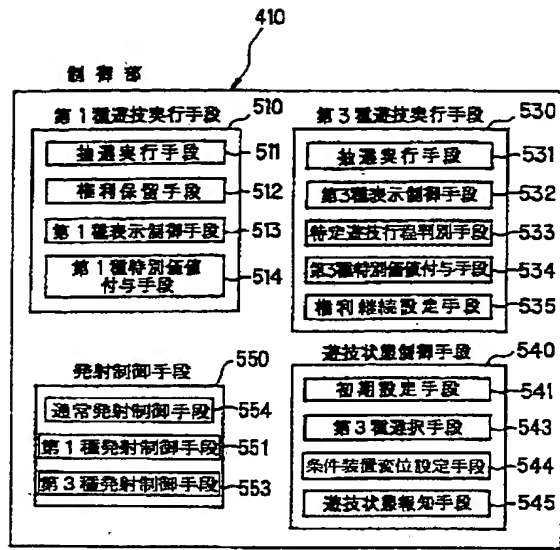 410
制御部
第1種遊技実行手段 510
抽選実行手段 511
権利保留手段 512
第1種表示制御手段 513
第1種特別価値
付与手段 514
第3種遊技実行手段 530
抽選実行手段 531
第3種表示制御手段 532
特定遊技行程判別手段 533
第3種特別価値付与手段 534
権利継続設定手段 535
発射制御手段 550
通常発射制御手段 554
第1種発射制御手段 551
第3種発射制御手段 553
遊技状態制御手段 540
初期設定手段 541
第3種選択手段 543
条件装置変位設定手段 544
遊技状態報知手段 545